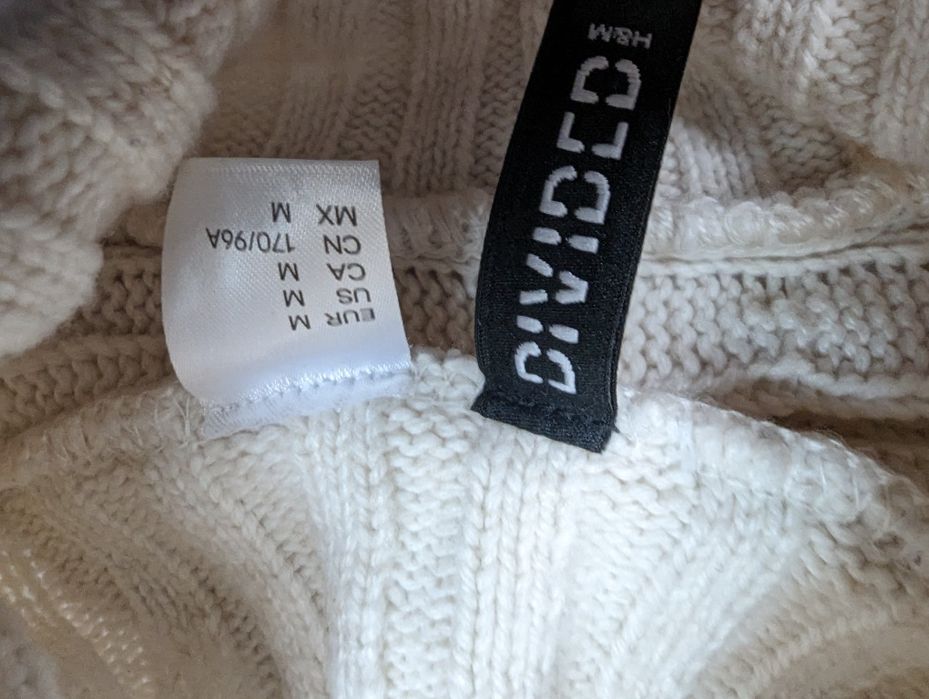 EUR M
US M
CA M
CN 170/96A
MX M
DIVIDED
H&M